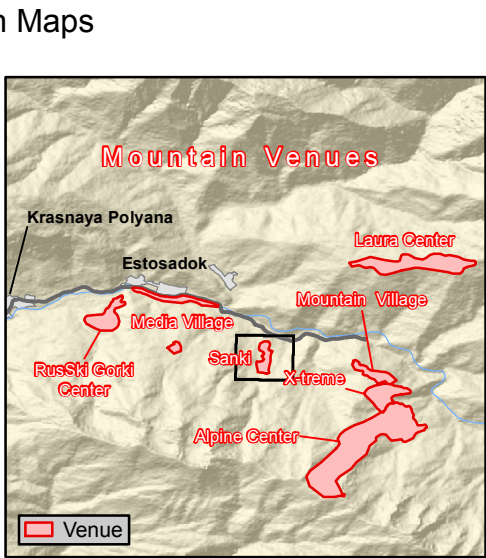 n Maps
Mountain Venues
Krasnaya Polyana
Laura Center
Estosadok
Mountain Village
Media Village
Sanki
RusSki Gorki
Center
X-treme
Alpine Center
Venue